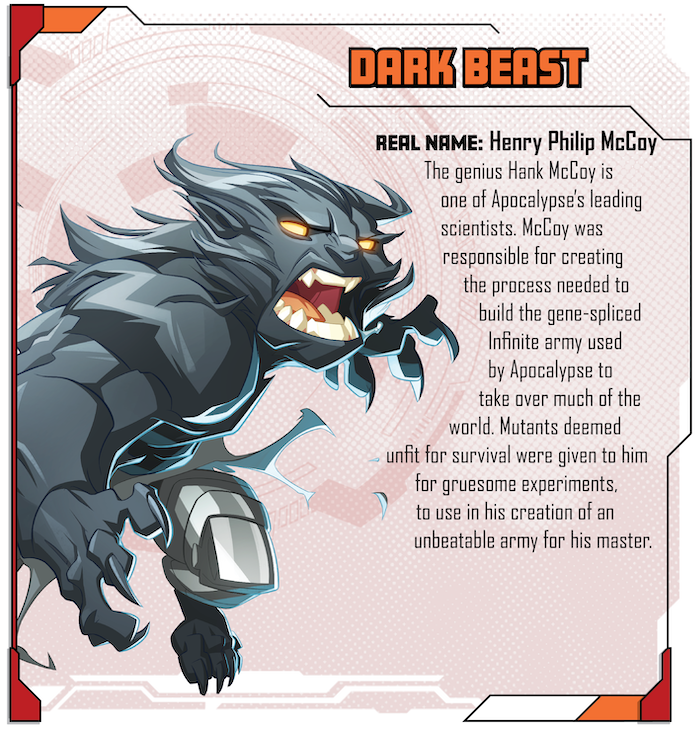 DARK BEAST
REAL NAME: Henry Philip McCoy
The genius Hank McCoy is
one of Apocalypse's leading
scientists. McCoy was
responsible for creating
the process needed to
build the gene-spliced
Infinite army used
by Apocalypse to
take over much of the
world. Mutants deemed
unfit for survival were given to him
for gruesome experiments,
to use in his creation of an
unbeatable army for his master.